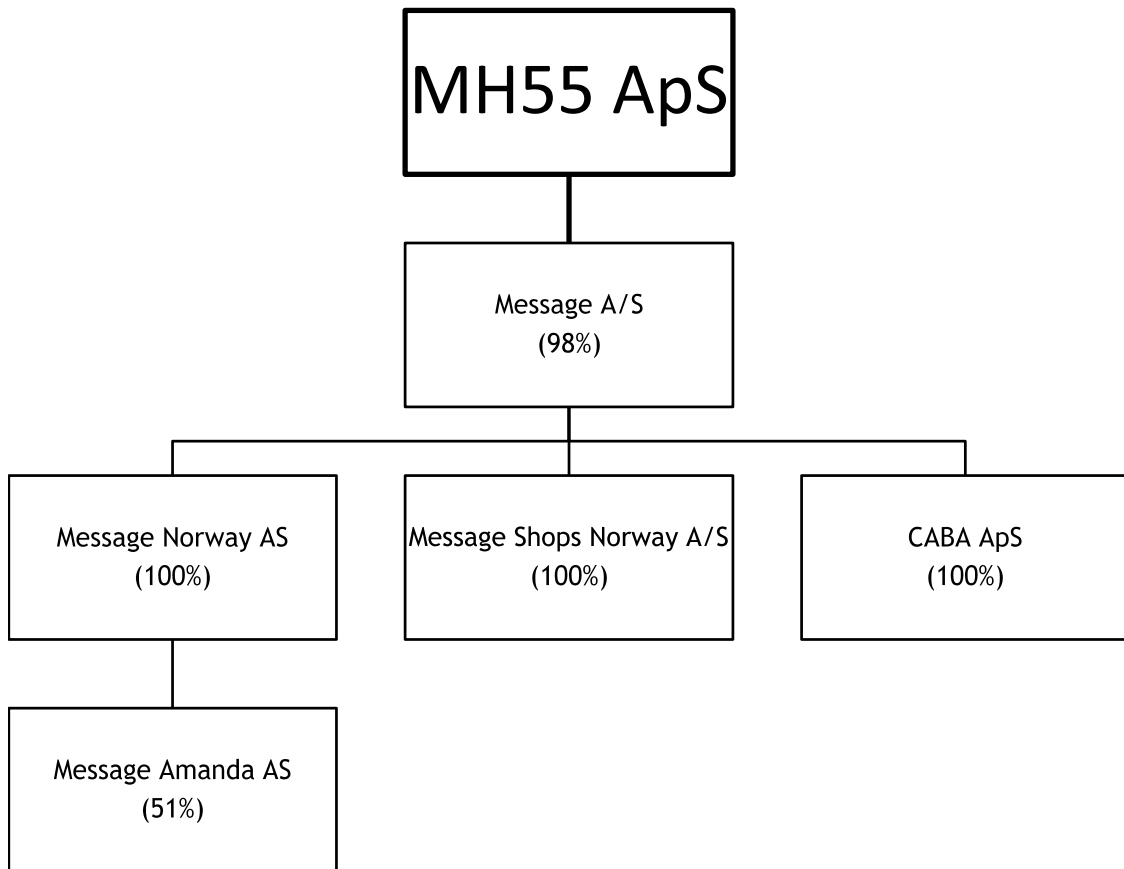 MH55 ApS
Message A/S
(98%)
Message Norway AS
(100%)
Message Shops Norway A/S
(100%)
CABA ApS
(100%)
Message Amanda AS
(51%)